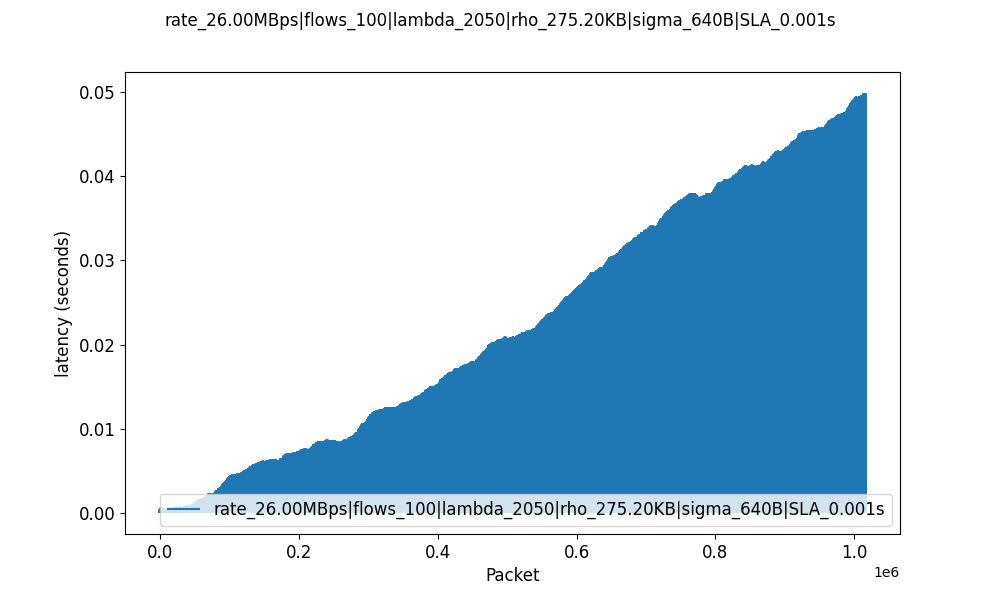 rate_26.00MBps|flows_100|lambda_2050|rho_275.20KB|sigma_640B|SLA_0.001s
0.05
0.04
0.03
0.02
0.01
0.00
latency (seconds)
rate_26.00MBps|flows_100|lambda_2050|rho_275.20KB|sigma_640B|SLA_0.001s
0.0 0.2 0.4 0.6 0.8 1.0
1e6
Packet